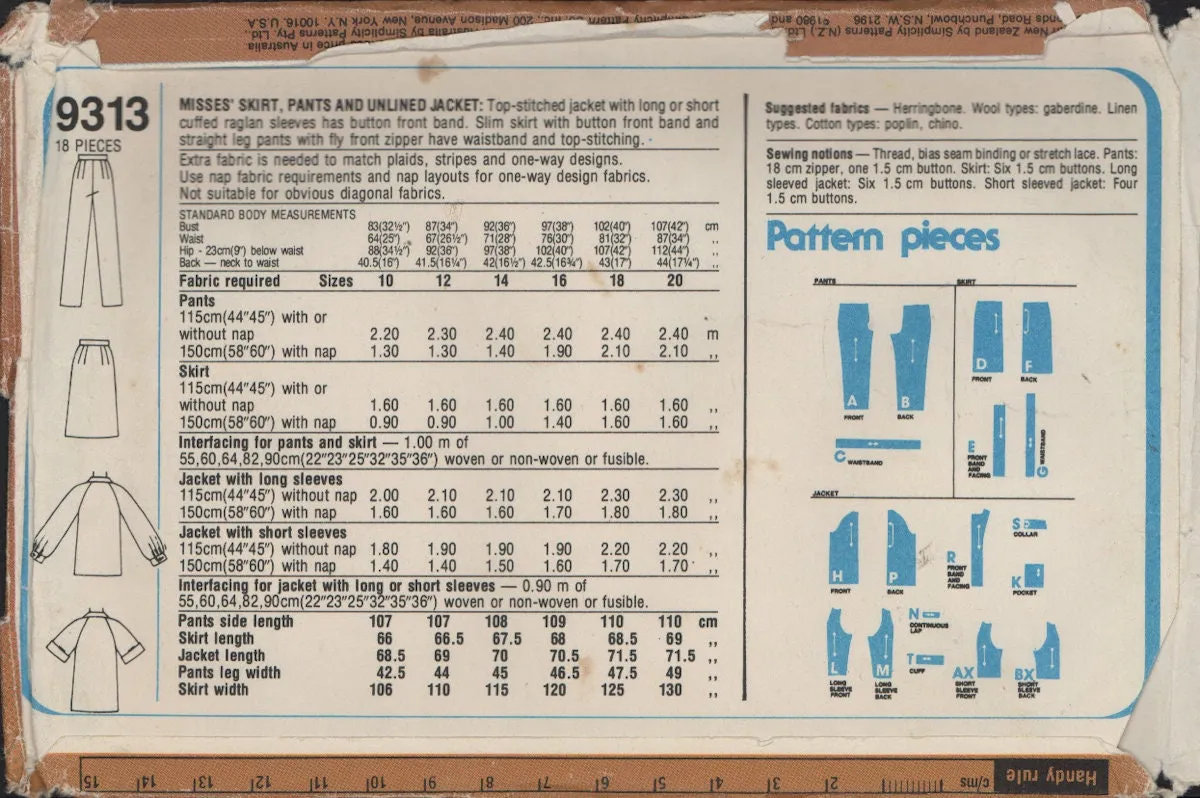 in Australia
Simplicity Patterns Pty. Ltd.
200 Madison Avenue, New York N.Y. 10016, U.S.A.
New Zealand by Simplicity Patterns (N.Z.) Ltd.
Road, Punchbowl, N.S.W. 2196 ©1980
9313
18 PIECES
MISSES' SKIRT, PANTS AND UNLINED JACKET: Top-stitched jacket with long or short
cuffed raglan sleeves has button front band. Slim skirt with button front band and
straight leg pants with fly front zipper have waistband and top-stitching.
Extra fabric is needed to match plaids, stripes and one-way designs.
Use nap fabric requirements and nap layouts for one-way design fabrics.
Not suitable for obvious diagonal fabrics.
STANDARD BODY MEASUREMENTS
Bust 83(32½") 87(34") 92(36") 97(38") 102(40") 107(42") cm
Waist 64(25") 67(26½") 71(28") 76(30") 81(32") 87(34") ,,
Hip - 23cm(9") below waist 88(34½") 92(36") 97(38") 102(40") 107(42") 112(44") ,,
Back — neck to waist 40.5(16") 41.5(16¼") 42(16½") 42.5(16¾") 43(17") 44(17¼") ,,
Fabric required Sizes 10 12 14 16 18 20
Pants
115cm(44"45") with or
without nap 2.20 2.30 2.40 2.40 2.40 2.40 m
150cm(58"60") with nap 1.30 1.30 1.40 1.90 2.10 2.10 ,,
Skirt
115cm(44"45") with or
without nap 1.60 1.60 1.60 1.60 1.60 1.60 ,,
150cm(58"60") with nap 0.90 0.90 1.00 1.40 1.60 1.60 ,,
Interfacing for pants and skirt — 1.00 m of
55,60,64,82,90cm(22"23"25"32"35"36") woven or non-woven or fusible.
Jacket with long sleeves
115cm(44"45") without nap 2.00 2.10 2.10 2.10 2.30 2.30 ,,
150cm(58"60") with nap 1.60 1.60 1.60 1.70 1.80 1.80 ,,
Jacket with short sleeves
115cm(44"45") without nap 1.80 1.90 1.90 1.90 2.20 2.20 ,,
150cm(58"60") with nap 1.40 1.40 1.50 1.60 1.70 1.70 ,,
Interfacing for jacket with long or short sleeves — 0.90 m of
55,60,64,82,90cm(22"23"25"32"35"36") woven or non-woven or fusible.
Pants side length 107 107 108 109 110 110 cm
Skirt length 66 66.5 67.5 68 68.5 69 ,,
Jacket length 68.5 69 70 70.5 71.5 71.5 ,,
Pants leg width 42.5 44 45 46.5 47.5 49 ,,
Skirt width 106 110 115 120 125 130 ,,
Suggested fabrics — Herringbone. Wool types: gaberdine. Linen
types. Cotton types: poplin, chino.
Sewing notions — Thread, bias seam binding or stretch lace. Pants:
18 cm zipper, one 1.5 cm button. Skirt: Six 1.5 cm buttons. Long
sleeved jacket: Six 1.5 cm buttons. Short sleeved jacket: Four
1.5 cm buttons.
Pattern pieces
PANTS
A
FRONT
B
BACK
C WAISTBAND
SKIRT
D
FRONT
F
BACK
E
FRONT
BAND
AND
FACING
G WAISTBAND
JACKET
H
FRONT
P
BACK
R
FRONT
BAND
AND
FACING
S
COLLAR
K
POCKET
L
LONG
SLEEVE
FRONT
M
LONG
SLEEVE
BACK
N
CONTINUOUS
LAP
T
CUFF
AX
SHORT
SLEEVE
FRONT
BX
SHORT
SLEEVE
BACK
Handy rule
c/ms 1 2 3 4 5 6 7 8 9 10 11 12 13 14 15